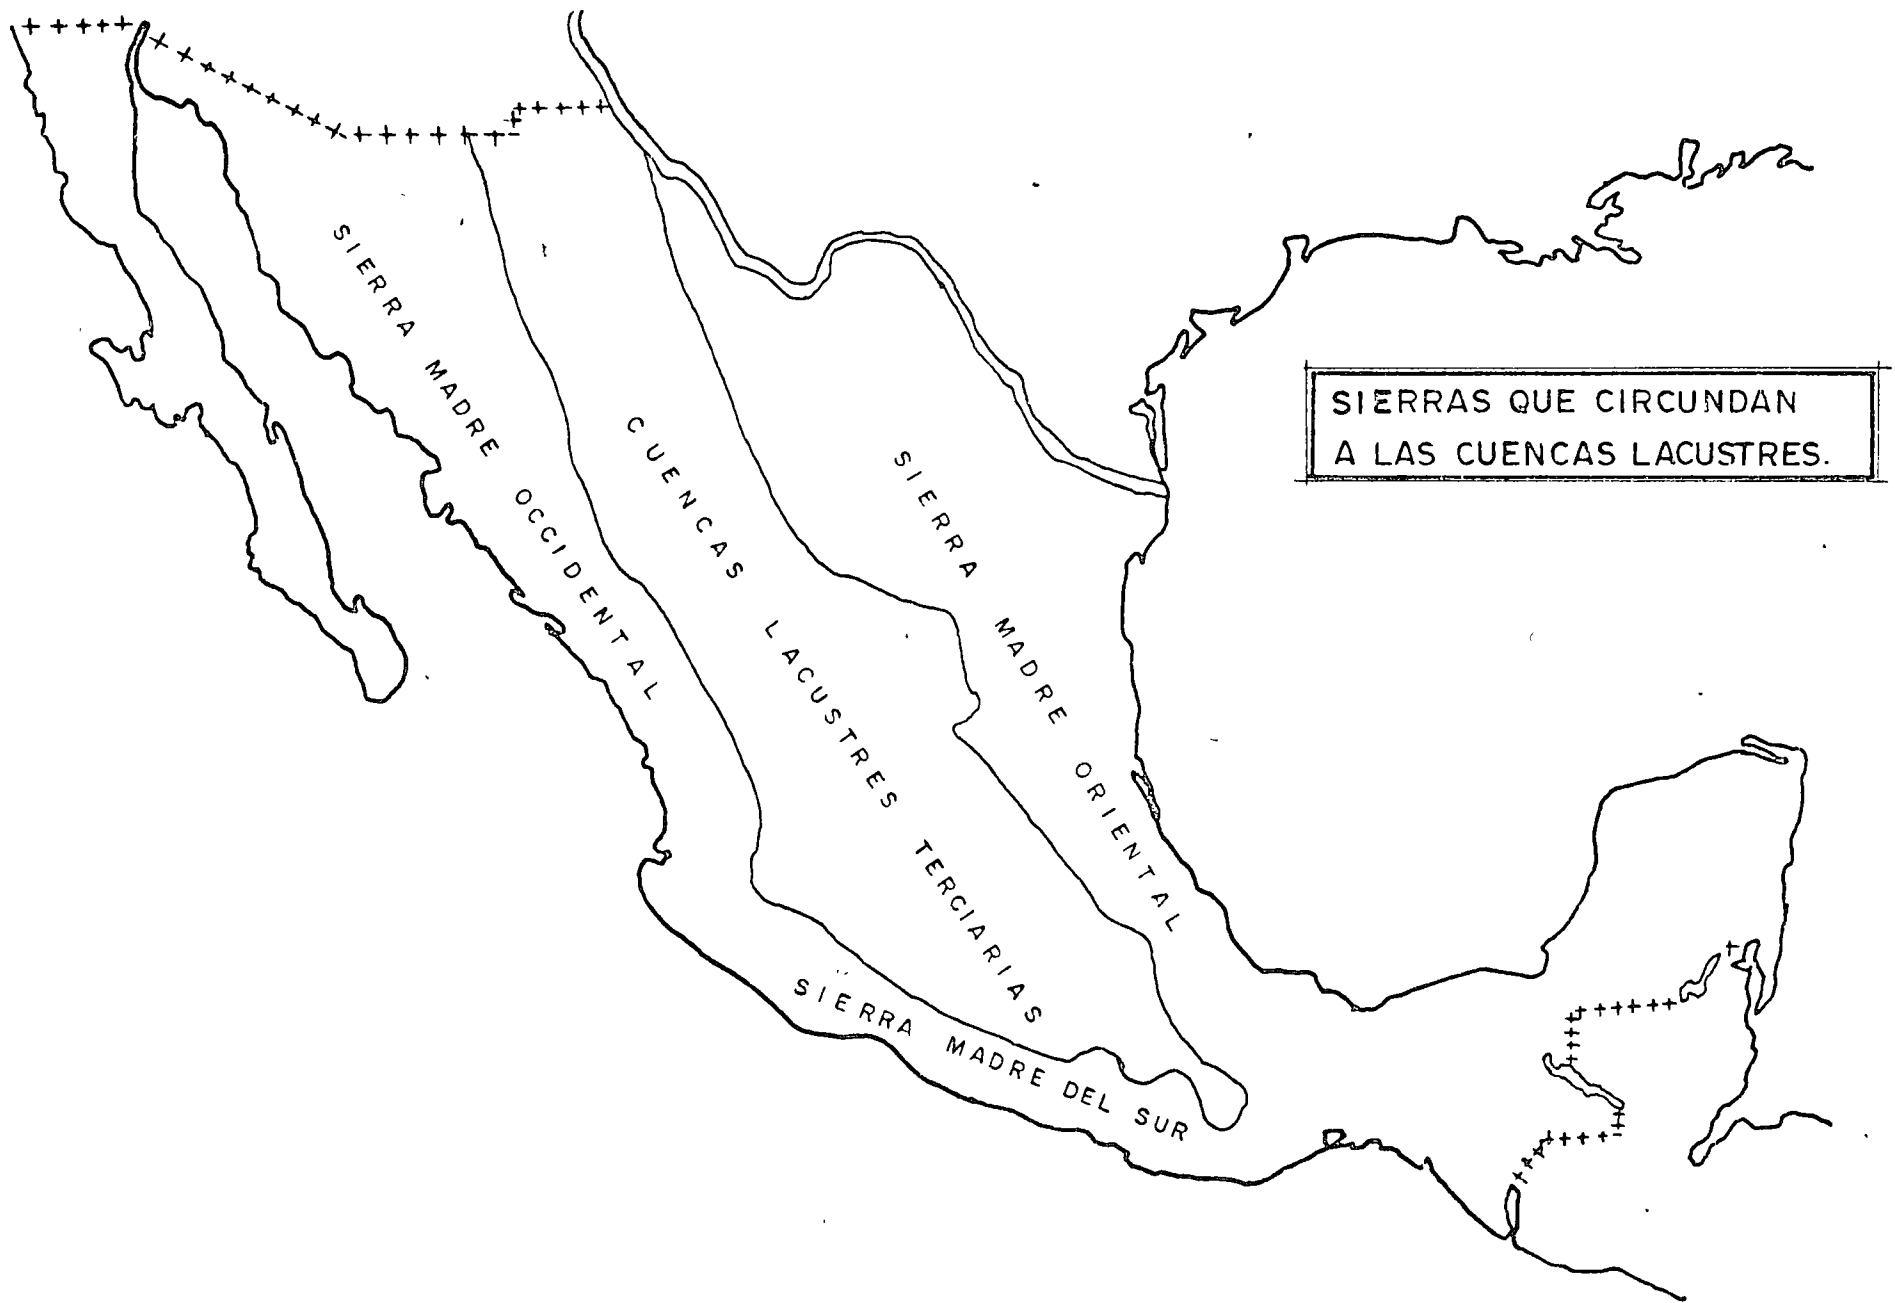 SIERRAS QUE CIRCUNDAN
A LAS CUENCAS LACUSTRES.
SIERRA MADRE OCCIDENTAL
CUENCAS LACUSTRES TERCIARIAS
SIERRA MADRE ORIENTAL
SIERRA MADRE DEL SUR